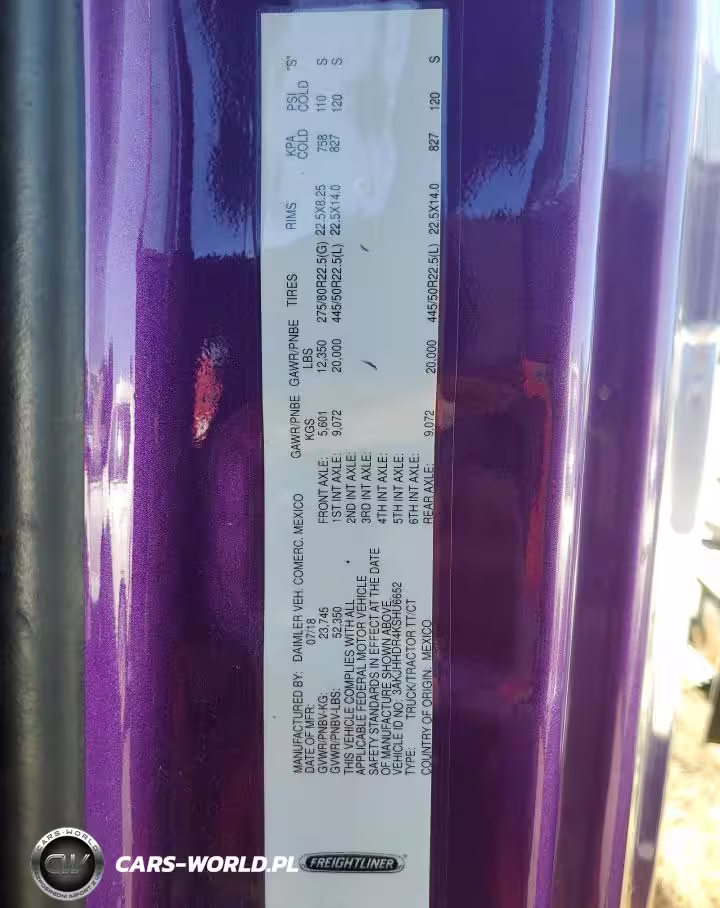 MANUFACTURED BY: DAIMLER VEH. COMERC. MEXICO GAWR/PNBE GAWR/PNBE TIRES RIMS KPA PSI "S"
DATE OF MFR: 07/18 KGS LBS COLD COLD
GVWR/PNBV-KG: 23,745 FRONT AXLE: 5,601 12,350 275/80R22.5(G) 22.5X8.25 758 110 S
GVWR/PNBV-LBS: 52,350 1ST INT AXLE: 9,072 20,000 445/50R22.5(L) 22.5X14.0 827 120 S
THIS VEHICLE COMPLIES WITH ALL 2ND INT AXLE:
APPLICABLE FEDERAL MOTOR VEHICLE 3RD INT AXLE:
SAFETY STANDARDS IN EFFECT AT THE DATE 4TH INT AXLE:
OF MANUFACTURE SHOWN ABOVE. 5TH INT AXLE:
VEHICLE ID NO: 3AKJHHDR4KSHU6652 6TH INT AXLE:
TYPE: TRUCK/TRACTOR TT/CT
COUNTRY OF ORIGIN: MEXICO REAR AXLE: 9,072 20,000 445/50R22.5(L) 22.5X14.0 827 120 S
FREIGHTLINER
CARS-WORLD
CW
CARS-WORLD.PL